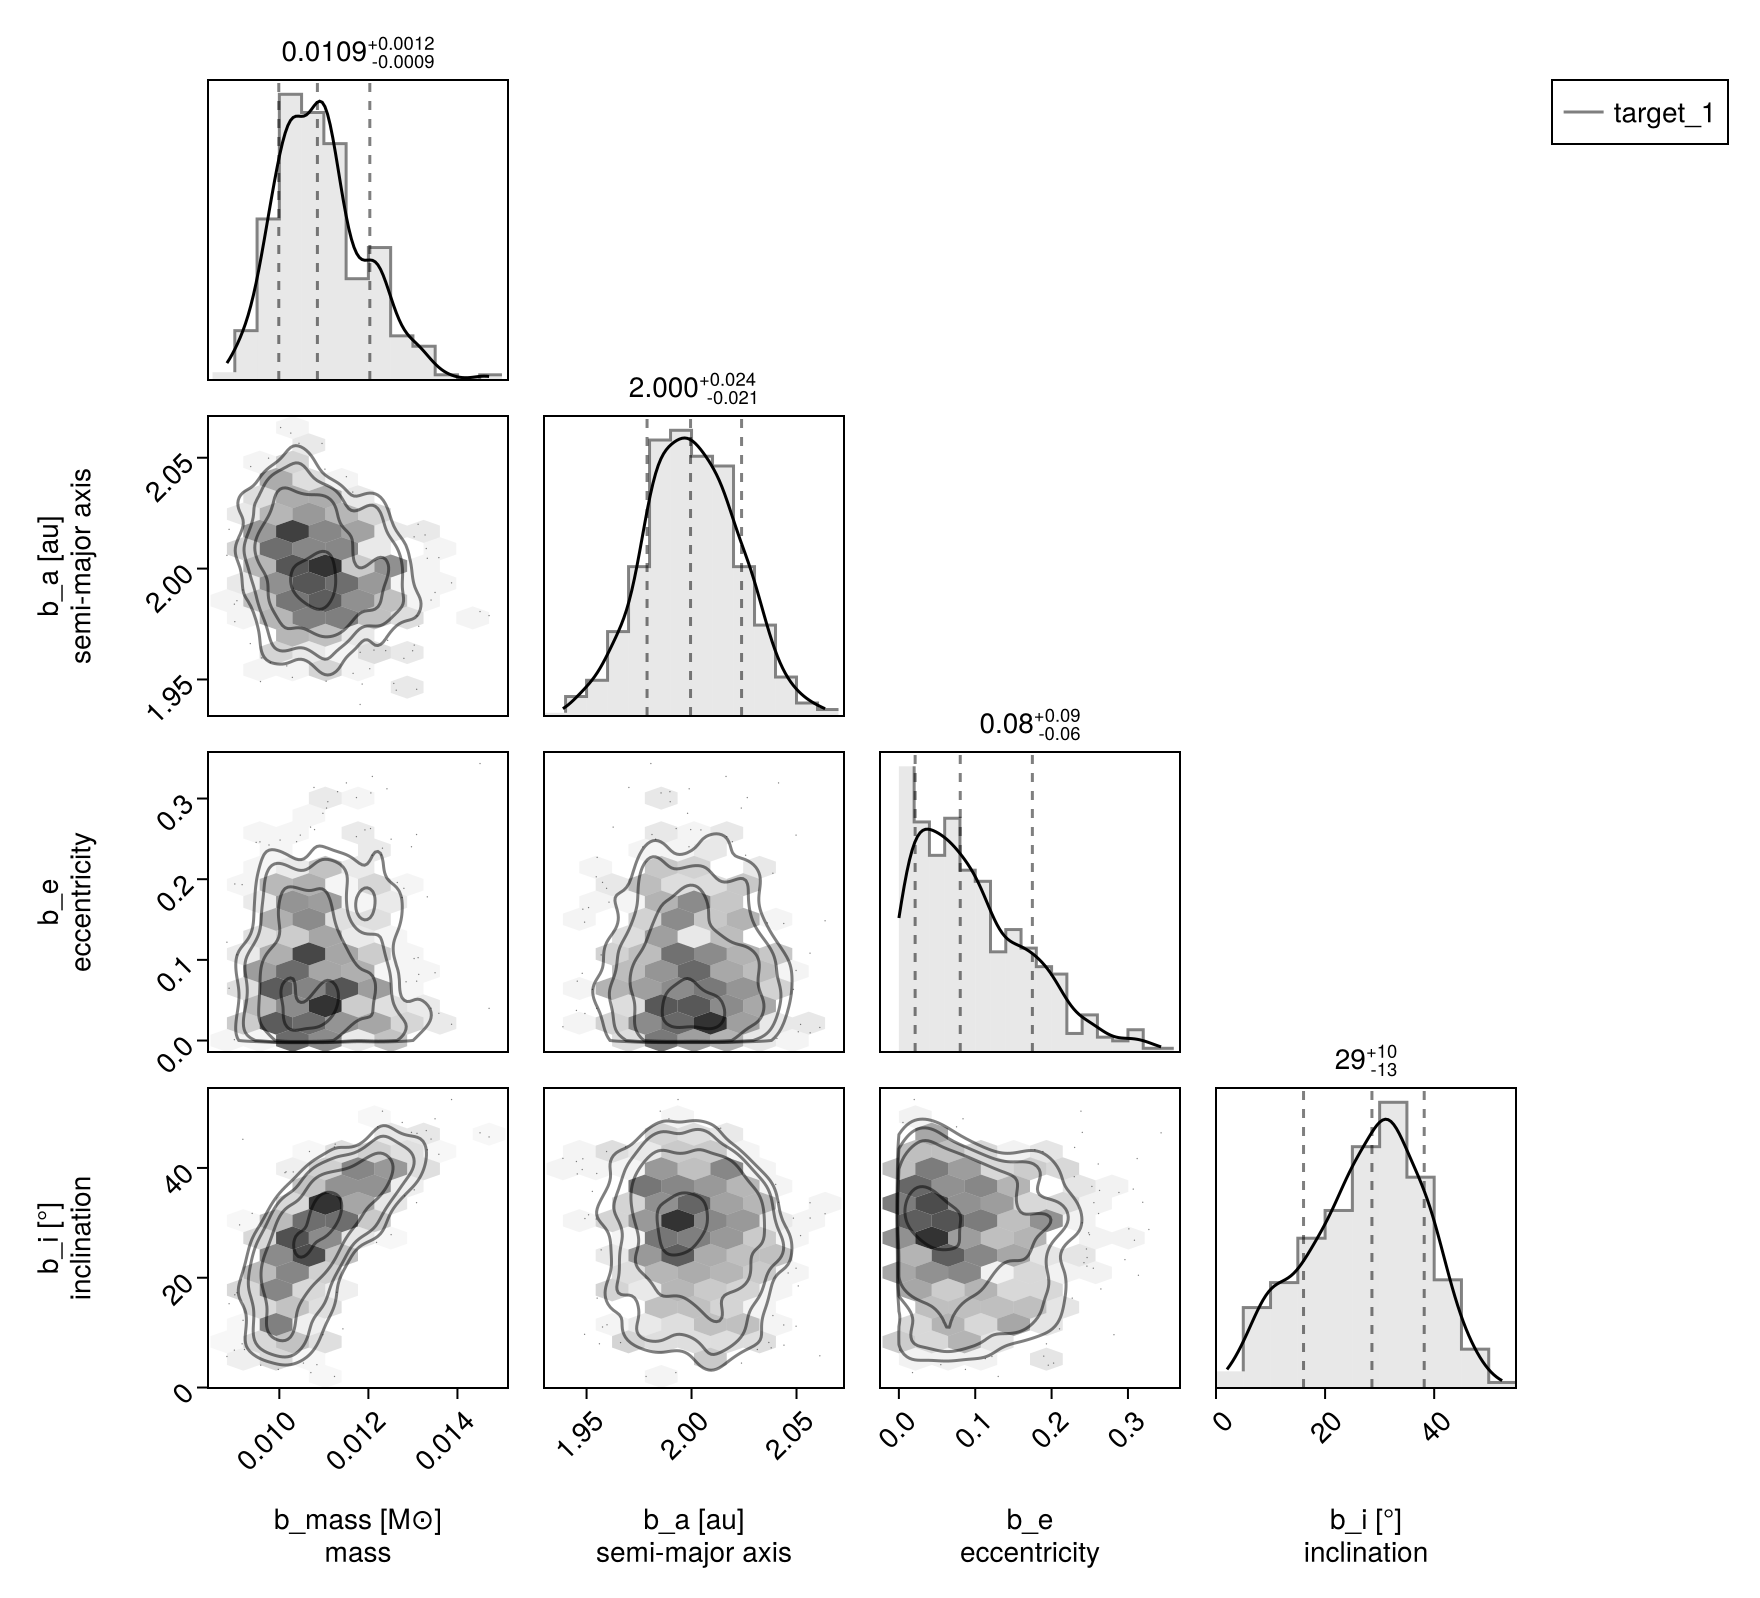 0.0109+0.0012
-0.0009
target_1
2.000+0.024
-0.021
b_a [au]
semi-major axis
2.05
2.00
1.95
0.08+0.09
-0.06
b_e
eccentricity
0.3
0.2
0.1
0.0
29+10
-13
b_i [°]
inclination
40
20
0
0.010
0.012
0.014
1.95
2.00
2.05
0.0
0.1
0.2
0.3
0
20
40
b_mass [M⊙]
mass
b_a [au]
semi-major axis
b_e
eccentricity
b_i [°]
inclination